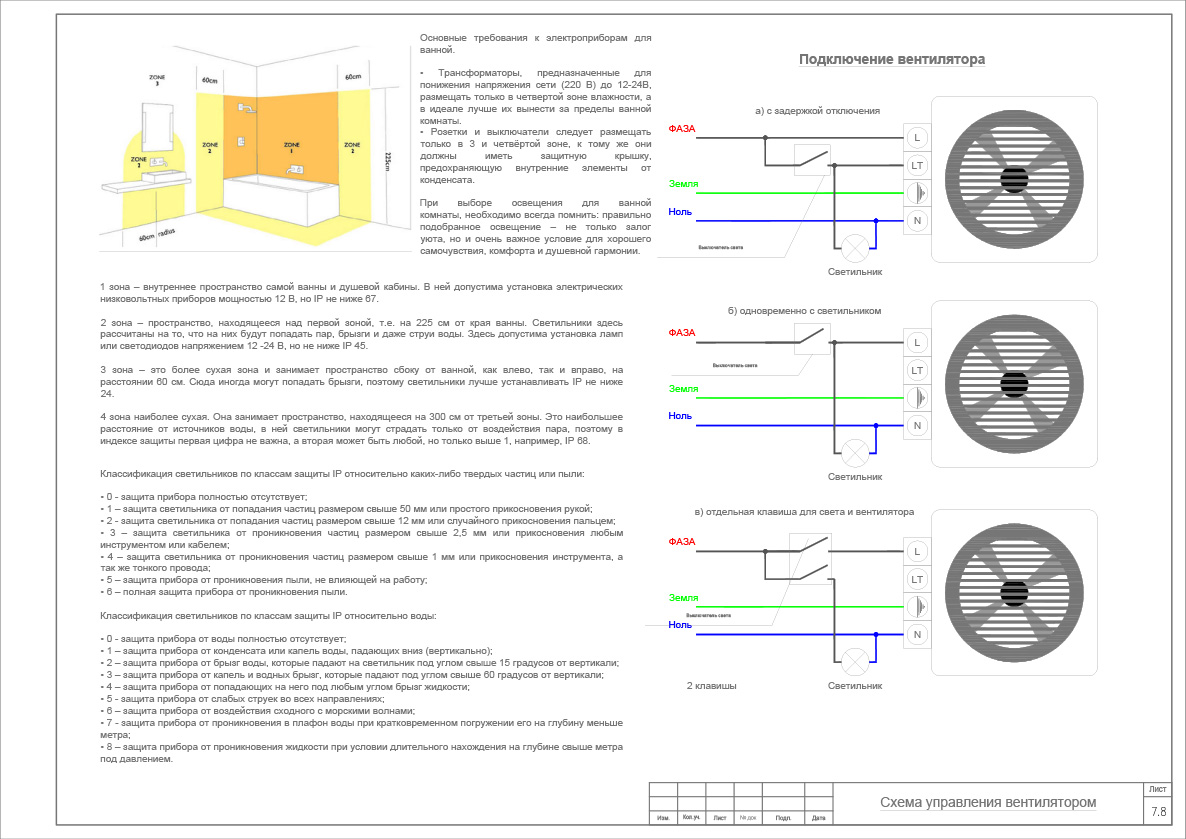 ZONE
3
60cm
60cm
ZONE
2
ZONE
2
ZONE
1
ZONE
2
225cm
60cm radius
Основные требования к электроприборам для
ванной.
• Трансформаторы, предназначенные для
понижения напряжения сети (220 В) до 12-24В,
размещать только в четвертой зоне влажности, а
в идеале лучше их вынести за пределы ванной
комнаты.
• Розетки и выключатели следует размещать
только в 3 и четвёртой зоне, к тому же они
должны иметь защитную крышку,
предохраняющую внутренние элементы от
конденсата.
При выборе освещения для ванной
комнаты, необходимо всегда помнить: правильно
подобранное освещение – не только залог
уюта, но и очень важное условие для хорошего
самочувствия, комфорта и душевной гармонии.
1 зона – внутреннее пространство самой ванны и душевой кабины. В ней допустима установка электрических
низковольтных приборов мощностью 12 В, но IP не ниже 67.
2 зона – пространство, находящееся над первой зоной, т.е. на 225 см от края ванны. Светильники здесь
рассчитаны на то, что на них будут попадать пар, брызги и даже струи воды. Здесь допустима установка ламп
или светодиодов напряжением 12 -24 В, но не ниже IP 45.
3 зона – это более сухая зона и занимает пространство сбоку от ванной, как влево, так и вправо, на
расстоянии 60 см. Сюда иногда могут попадать брызги, поэтому светильники лучше устанавливать IP не ниже
24.
4 зона наиболее сухая. Она занимает пространство, находящееся на 300 см от третьей зоны. Это наибольшее
расстояние от источников воды, в ней светильники могут страдать только от воздействия пара, поэтому в
индексе защиты первая цифра не важна, а вторая может быть любой, но только выше 1, например, IP 68.
Классификация светильников по классам защиты IP относительно каких-либо твердых частиц или пыли:
• 0 - защита прибора полностью отсутствует;
• 1 – защита светильника от попадания частиц размером свыше 50 мм или простого прикосновения рукой;
• 2 - защита светильника от попадания частиц размером свыше 12 мм или случайного прикосновения пальцем;
• 3 – защита светильника от проникновения частиц размером свыше 2,5 мм или прикосновения любым
инструментом или кабелем;
• 4 – защита светильника от проникновения частиц размером свыше 1 мм или прикосновения инструмента, а
так же тонкого провода;
• 5 – защита прибора от проникновения пыли, не влияющей на работу;
• 6 – полная защита прибора от проникновения пыли.
Классификация светильников по классам защиты IP относительно воды:
• 0 - защита прибора от воды полностью отсутствует;
• 1 – защита прибора от конденсата или капель воды, падающих вниз (вертикально);
• 2 – защита прибора от брызг воды, которые падают на светильник под углом свыше 15 градусов от вертикали;
• 3 – защита прибора от капель и водных брызг, которые падают под углом свыше 60 градусов от вертикали;
• 4 – защита прибора от попадающих на него под любым углом брызг жидкости;
• 5 - защита прибора от слабых струек во всех направлениях;
• 6 – защита прибора от воздействия сходного с морскими волнами;
• 7 - защита прибора от проникновения в плафон воды при кратковременном погружении его на глубину меньше
метра;
• 8 – защита прибора от проникновения жидкости при условии длительного нахождения на глубине свыше метра
под давлением.
Подключение вентилятора
а) с задержкой отключения
ФАЗА
L
LT
Земля
Ноль
N
Выключатель света
Светильник
б) одновременно с светильником
ФАЗА
L
Выключатель света
LT
Земля
Ноль
N
Светильник
в) отдельная клавиша для света и вентилятора
ФАЗА
L
LT
Земля
Выключатель света
Ноль
N
2 клавиши
Светильник
Изм.
Кол.уч.
Лист
№ док
Подп.
Дата
Схема управления вентилятором
Лист
7.8